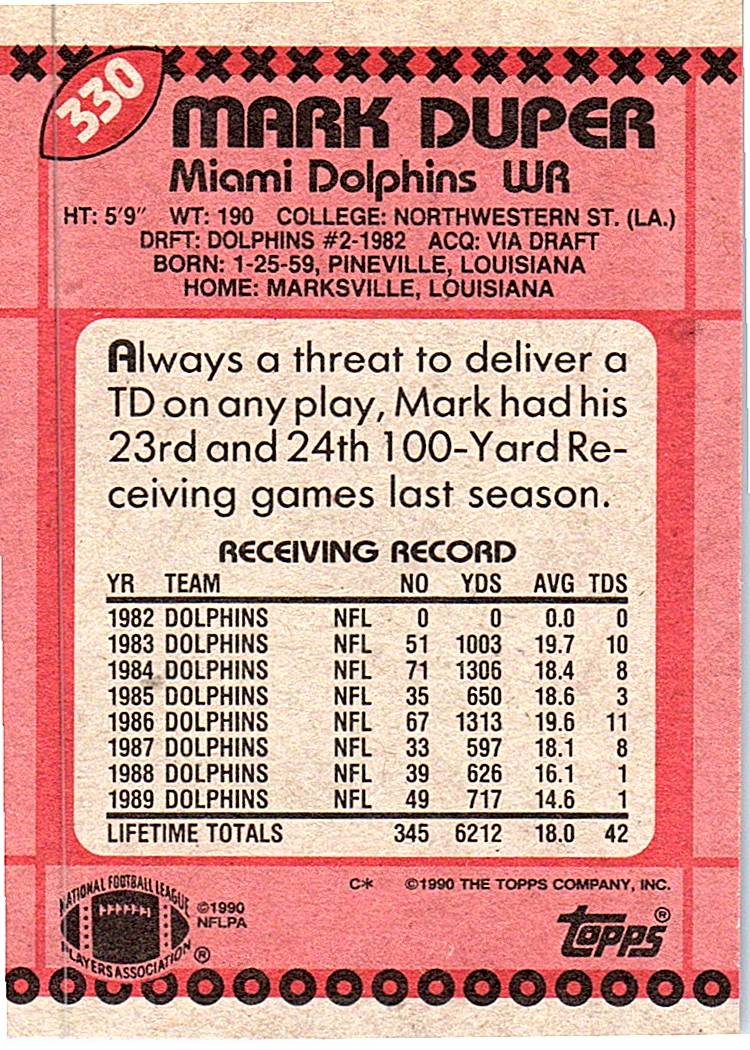 330
MARK DUPER
Miami Dolphins WR
HT: 5'9" WT: 190 COLLEGE: NORTHWESTERN ST. (LA.)
DRFT: DOLPHINS #2-1982 ACQ: VIA DRAFT
BORN: 1-25-59, PINEVILLE, LOUISIANA
HOME: MARKSVILLE, LOUISIANA
Always a threat to deliver a
TD on any play, Mark had his
23rd and 24th 100-Yard Re-
ceiving games last season.
RECEIVING RECORD
YR TEAM NO YDS AVG TDS
1982 DOLPHINS NFL 0 0 0.0 0
1983 DOLPHINS NFL 51 1003 19.7 10
1984 DOLPHINS NFL 71 1306 18.4 8
1985 DOLPHINS NFL 35 650 18.6 3
1986 DOLPHINS NFL 67 1313 19.6 11
1987 DOLPHINS NFL 33 597 18.1 8
1988 DOLPHINS NFL 39 626 16.1 1
1989 DOLPHINS NFL 49 717 14.6 1
LIFETIME TOTALS 345 6212 18.0 42
C* ©1990 THE TOPPS COMPANY, INC.
NATIONAL FOOTBALL LEAGUE
PLAYERS ASSOCIATION ®
©1990
NFLPA
topps®